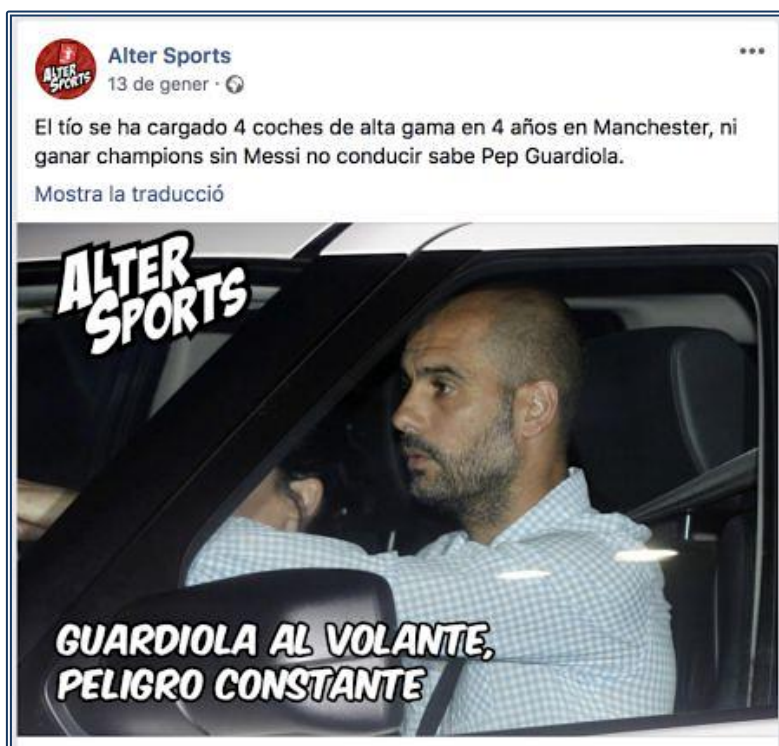 Alter Sports
13 de gener ·
El tío se ha cargado 4 coches de alta gama en 4 años en Manchester, ni
ganar champions sin Messi no conducir sabe Pep Guardiola.
Mostra la traducció
ALTER
SPORTS
ALTER
SPORTS
GUARDIOLA AL VOLANTE,
PELIGRO CONSTANTE